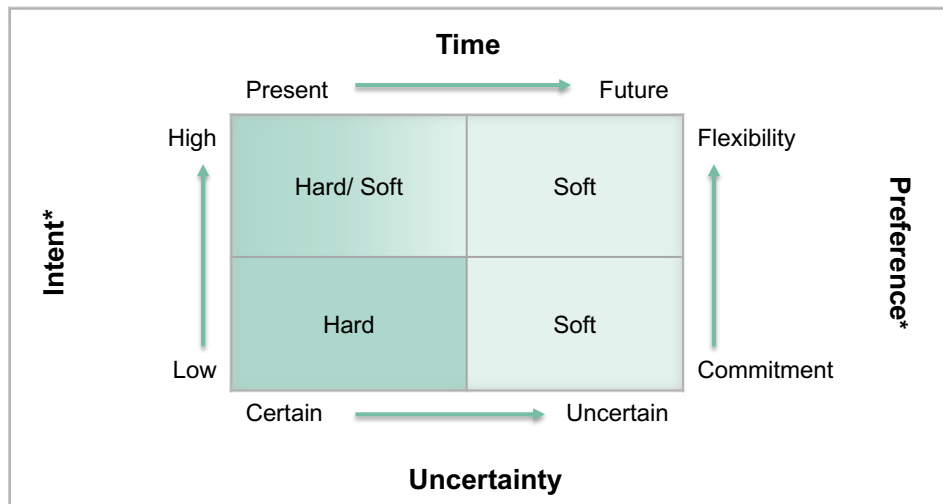 Time
Present
Future
High
Flexibility
Hard/ Soft
Soft
Intent*
Preference*
Hard
Soft
Low
Commitment
Certain
Uncertain
Uncertainty